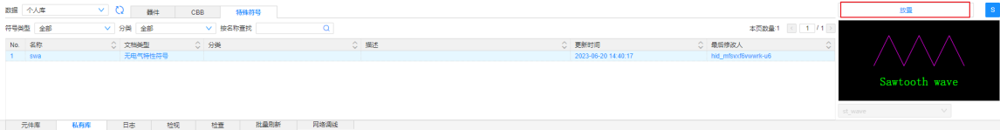 数据 个人库 器件 CBB 特殊符号 放置 S
符号类型 全部 分类 全部 按名称查找 本页数量 1 1 / 1
No. 名称 文档类型 分类 描述 更新时间 最后修改人
1 swa 无电气特性符号 2023-06-20 14:40:17
Sawtooth wave
st_wave
元件库 私有库 日志 检视 检查 批量刷新 网络调线